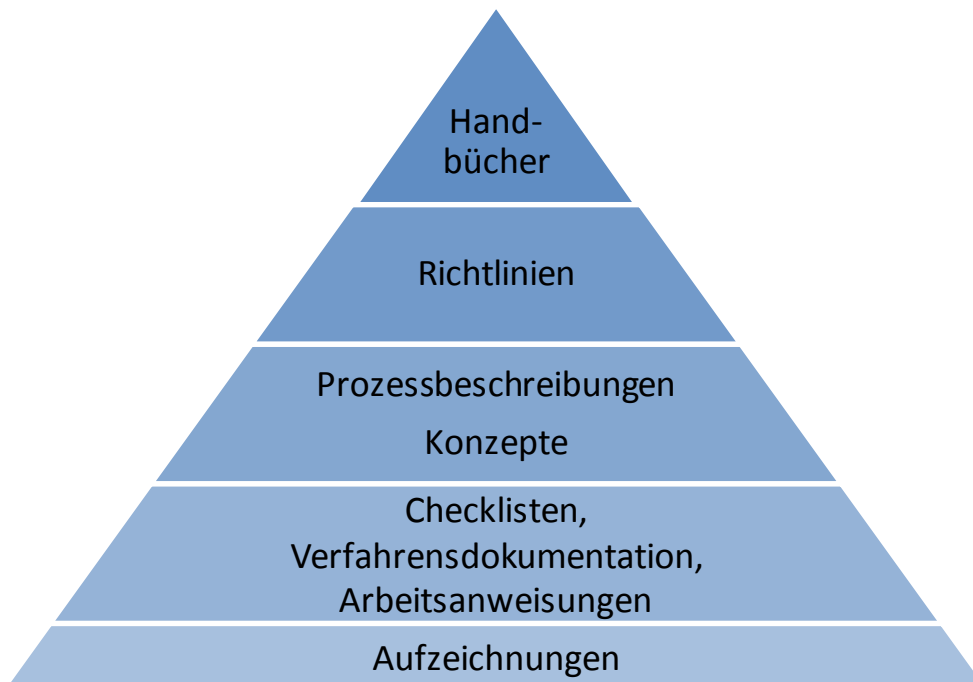 Hand-
bücher
Richtlinien
Prozessbeschreibungen
Konzepte
Checklisten,
Verfahrensdokumentation,
Arbeitsanweisungen
Aufzeichnungen